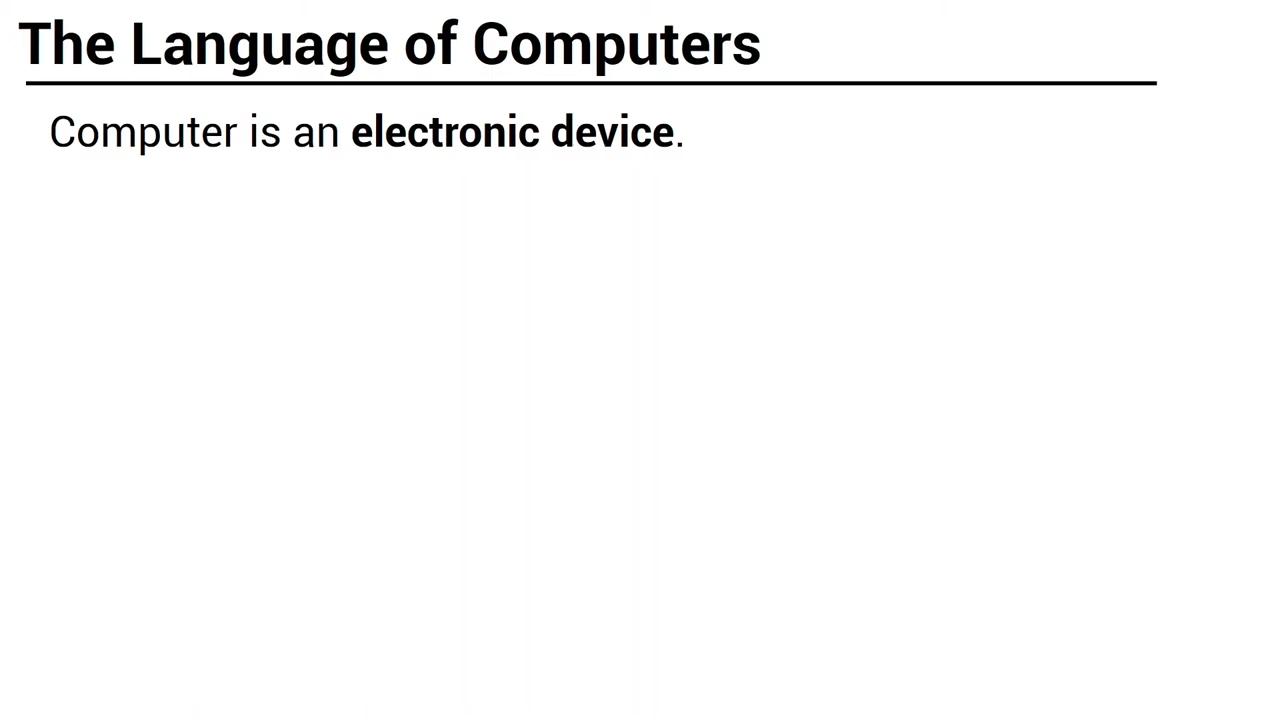 The Language of Computers
Computer is an electronic device.